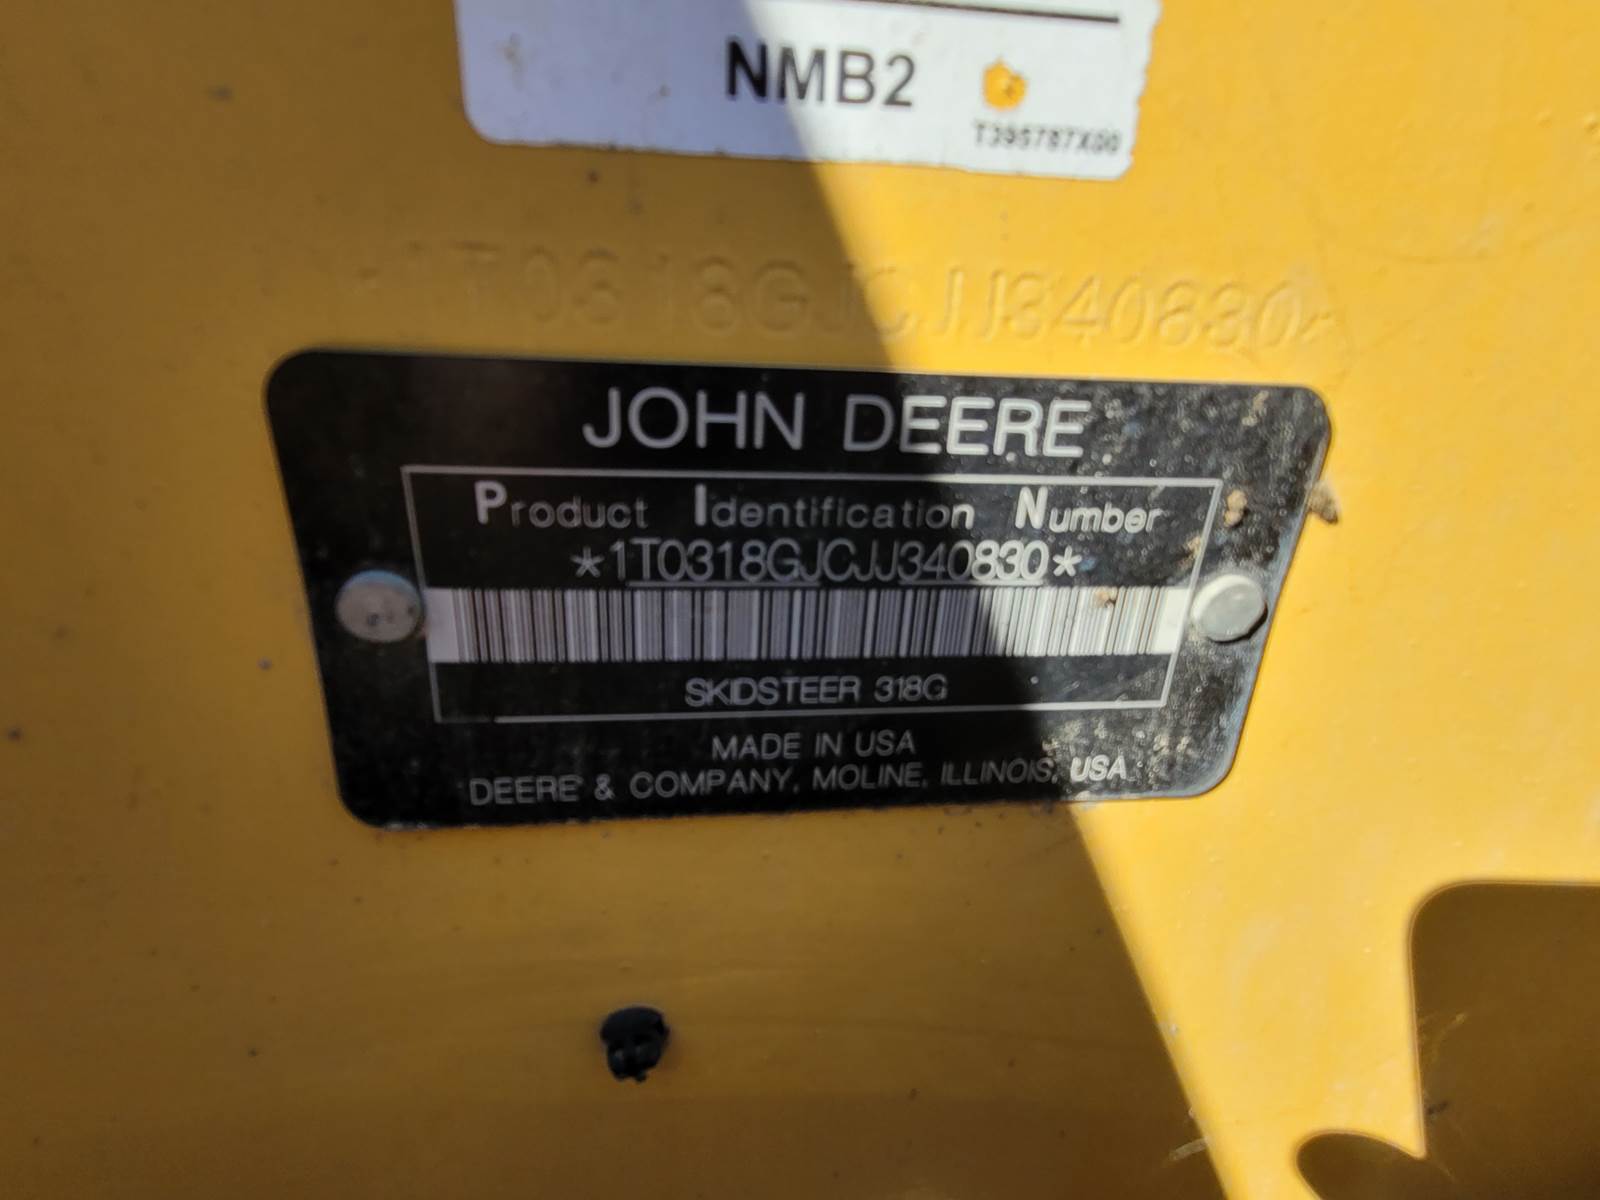 NMB2
T395787X00
*1T0318GJCJJ340830*
JOHN DEERE
Product Identification Number
*1T0318GJCJJ340830*
SKIDSTEER 318G
MADE IN USA
DEERE & COMPANY, MOLINE, ILLINOIS, USA